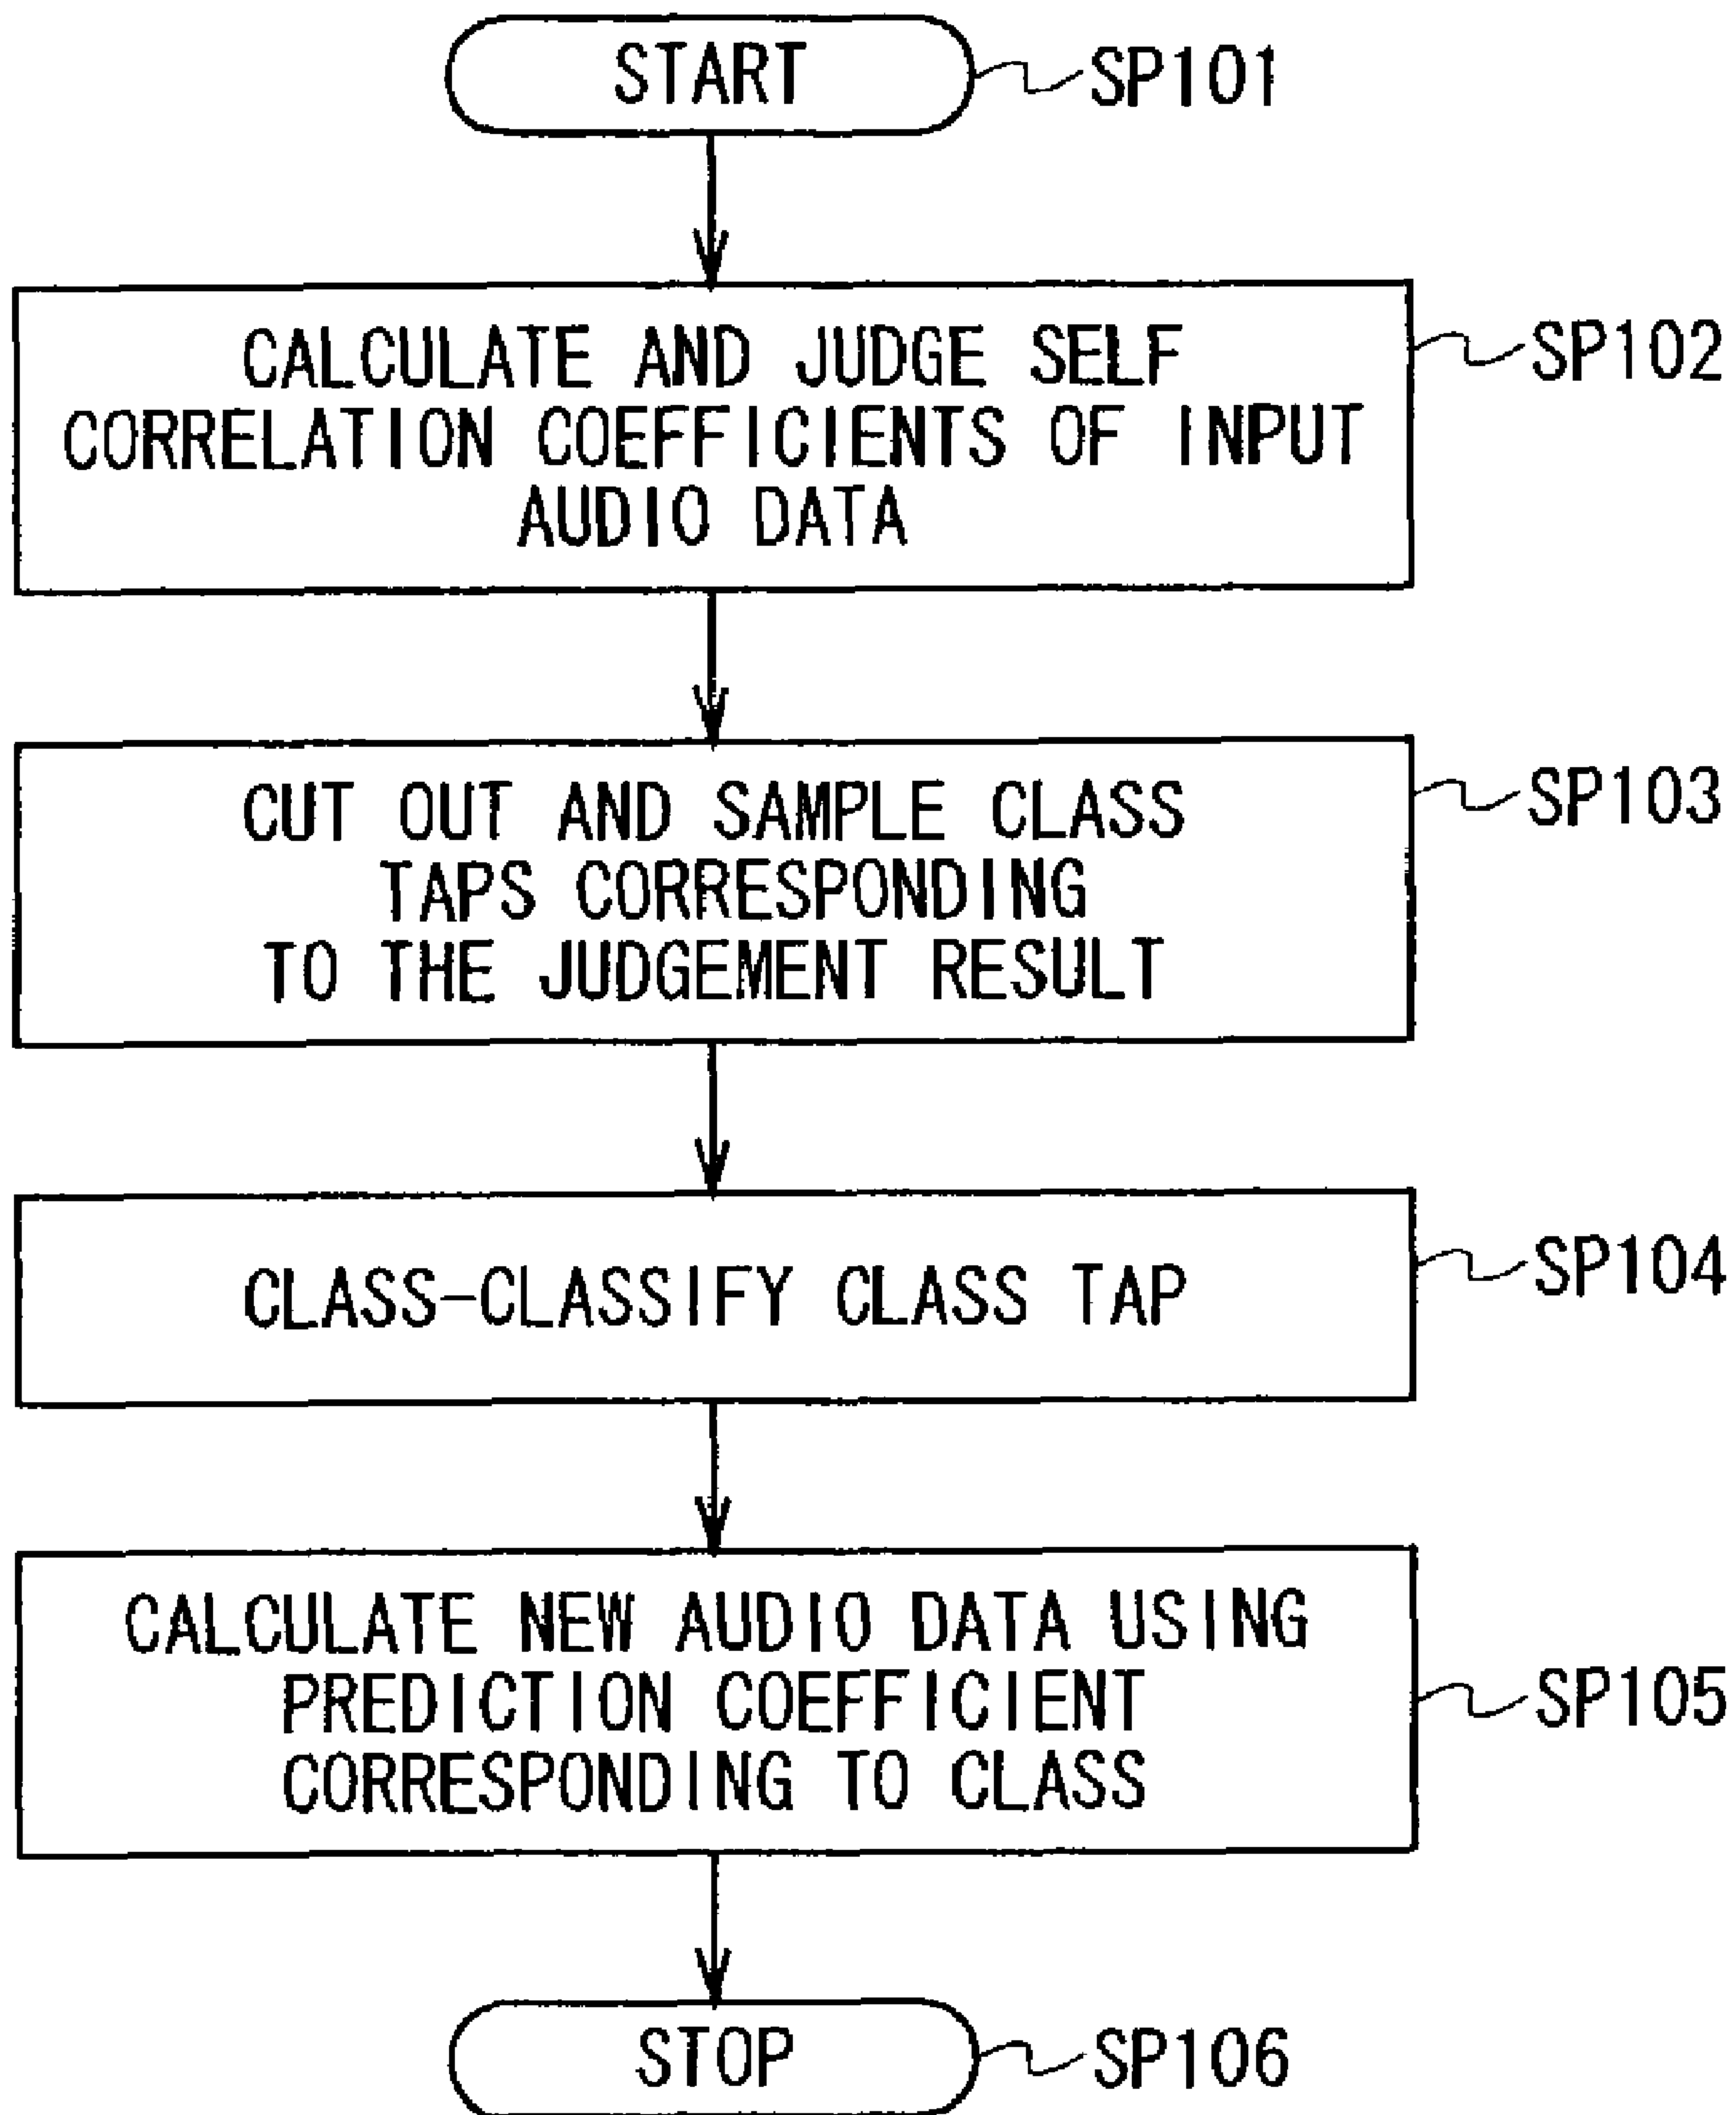 START
SP101
CALCULATE AND JUDGE SELF
CORRELATION COEFFICIENTS OF INPUT
AUDIO DATA
SP102
CUT OUT AND SAMPLE CLASS
TAPS CORRESPONDING
TO THE JUDGEMENT RESULT
SP103
CLASS-CLASSIFY CLASS TAP
SP104
CALCULATE NEW AUDIO DATA USING
PREDICTION COEFFICIENT
CORRESPONDING TO CLASS
SP105
STOP
SP106